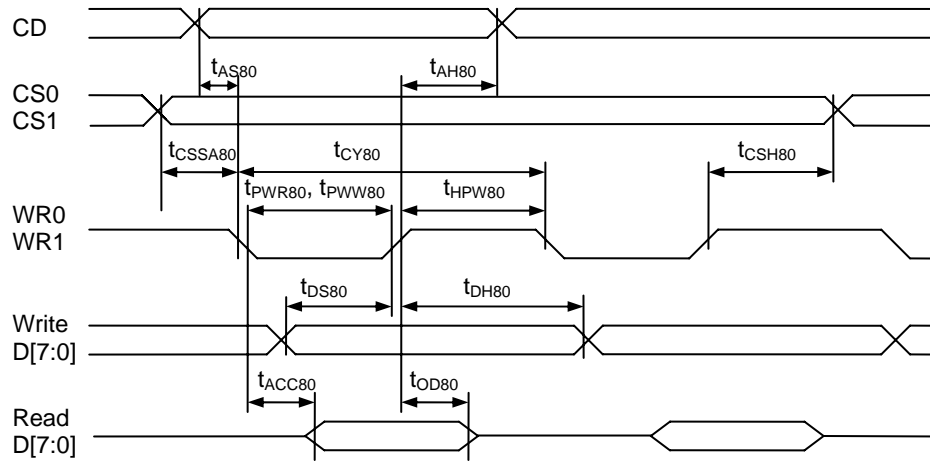 CD
tAS80 tAH80
CS0
CS1
tCSSA80 tCY80 tCSH80
tPWR80, tPWW80 tHPW80
WR0
WR1
tDS80 tDH80
Write
D[7:0]
tACC80 tOD80
Read
D[7:0]